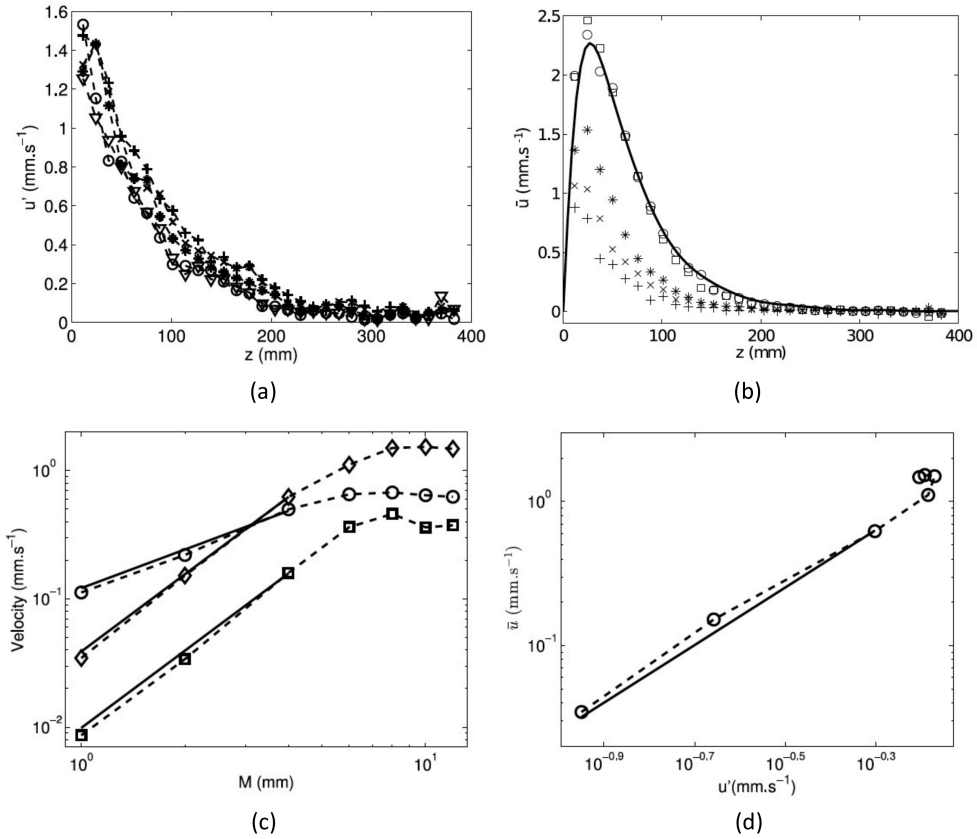 1.6
1.4
1.2
1
0.8
0.6
0.4
0.2
0
u' (mm.s⁻¹)
0 100 200 300 400
z (mm)
(a)
2.5
2
1.5
1
0.5
0
ū (mm.s⁻¹)
0 100 200 300 400
z (mm)
(b)
10⁰
10⁻¹
10⁻²
Velocity (mm.s⁻¹)
10⁰ 10¹
M (mm)
(c)
10⁰
10⁻¹
ū (mm.s⁻¹)
10⁻⁰·⁹ 10⁻⁰·⁷ 10⁻⁰·⁵ 10⁻⁰·³
u'(mm.s⁻¹)
(d)